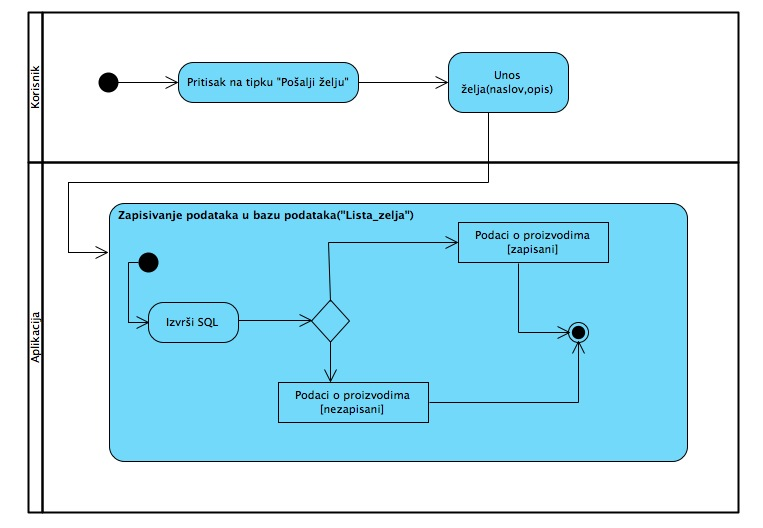 Korisnik
Pritisak na tipku "Pošalji želju"
Unos
želja(naslov,opis)
Aplikacija
Zapisivanje podataka u bazu podataka("Lista_zelja")
Podaci o proizvodima
[zapisani]
Izvrši SQL
Podaci o proizvodima
[nezapisani]